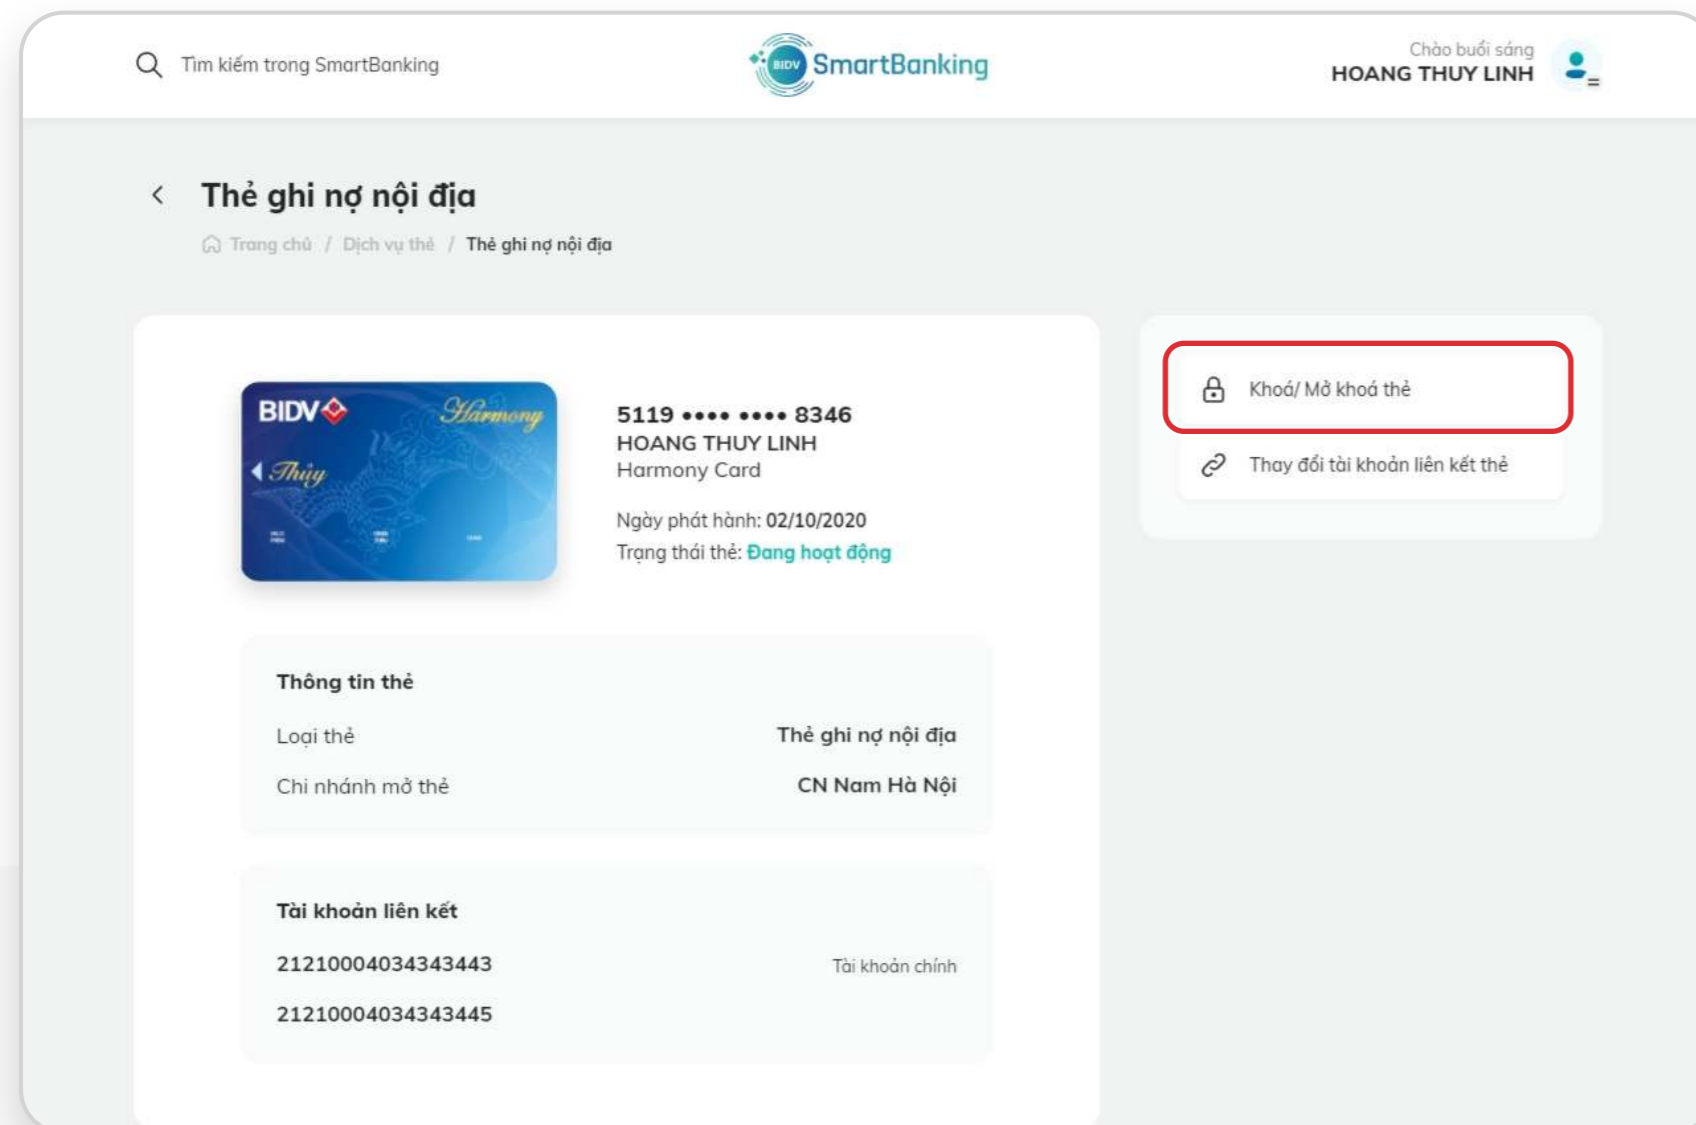 Tìm kiếm trong SmartBanking
BIDV SmartBanking
Chào buổi sáng
HOANG THUY LINH
Thẻ ghi nợ nội địa
Trang chủ / Dịch vụ thẻ / Thẻ ghi nợ nội địa
BIDV Harmony
Thủy
5119 •••• •••• 8346
HOANG THUY LINH
Harmony Card
Ngày phát hành: 02/10/2020
Trạng thái thẻ: Đang hoạt động
Khoá/ Mở khoá thẻ
Thay đổi tài khoản liên kết thẻ
Thông tin thẻ
Loại thẻ Thẻ ghi nợ nội địa
Chi nhánh mở thẻ CN Nam Hà Nội
Tài khoản liên kết
21210004034343443 Tài khoản chính
21210004034343445